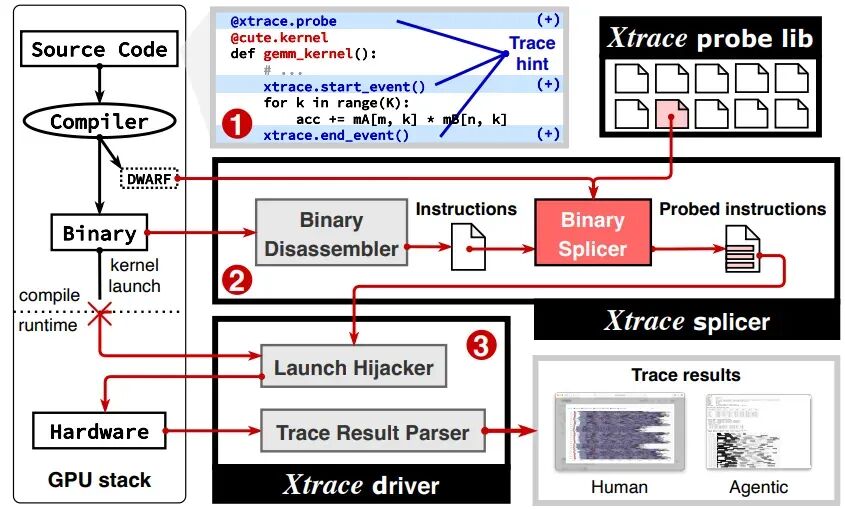 Source Code
Compiler
DWARF
Binary
kernel
launch
compile
runtime
Hardware
GPU stack
@xtrace.probe (+)
@cute.kernel
def gemm_kernel():
# ...
xtrace.start_event() (+)
for k in range(K):
acc += mA[m, k] * mB[n, k]
xtrace.end_event() (+)
Trace
hint
1
Xtrace probe lib
Binary
Disassembler
Instructions
Binary
Splicer
Probed instructions
2
Xtrace splicer
3
Launch Hijacker
Trace Result Parser
Xtrace driver
Trace results
Human
Agentic